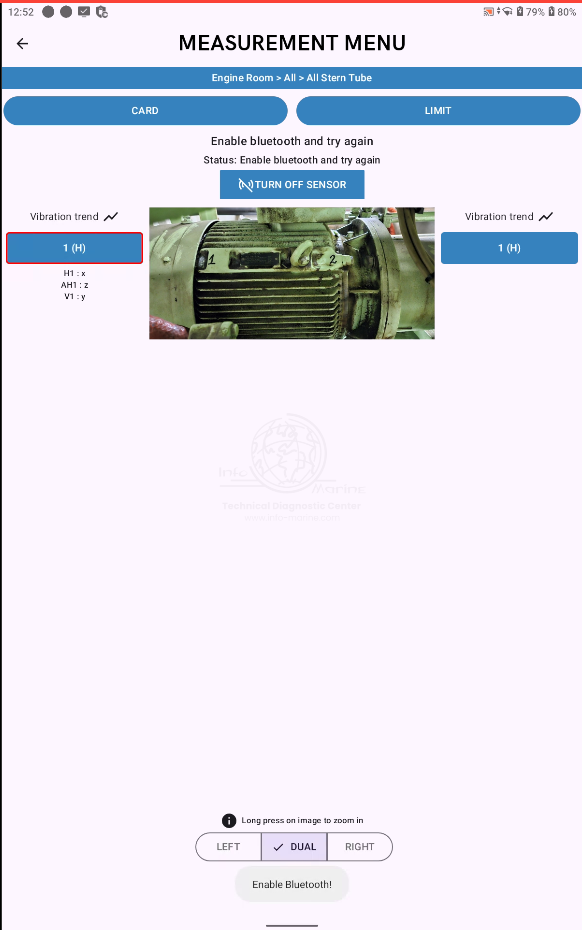 12:52
79% 80%
MEASUREMENT MENU
Engine Room > All > All Stern Tube
CARD
LIMIT
Enable bluetooth and try again
Status: Enable bluetooth and try again
TURN OFF SENSOR
Vibration trend
Vibration trend
1 (H)
1 (H)
H1 : x
AH1 : z
V1 : y
1
2
Info
Marine
Technical Diagnostic Center
Long press on image to zoom in
LEFT
DUAL
RIGHT
Enable Bluetooth!